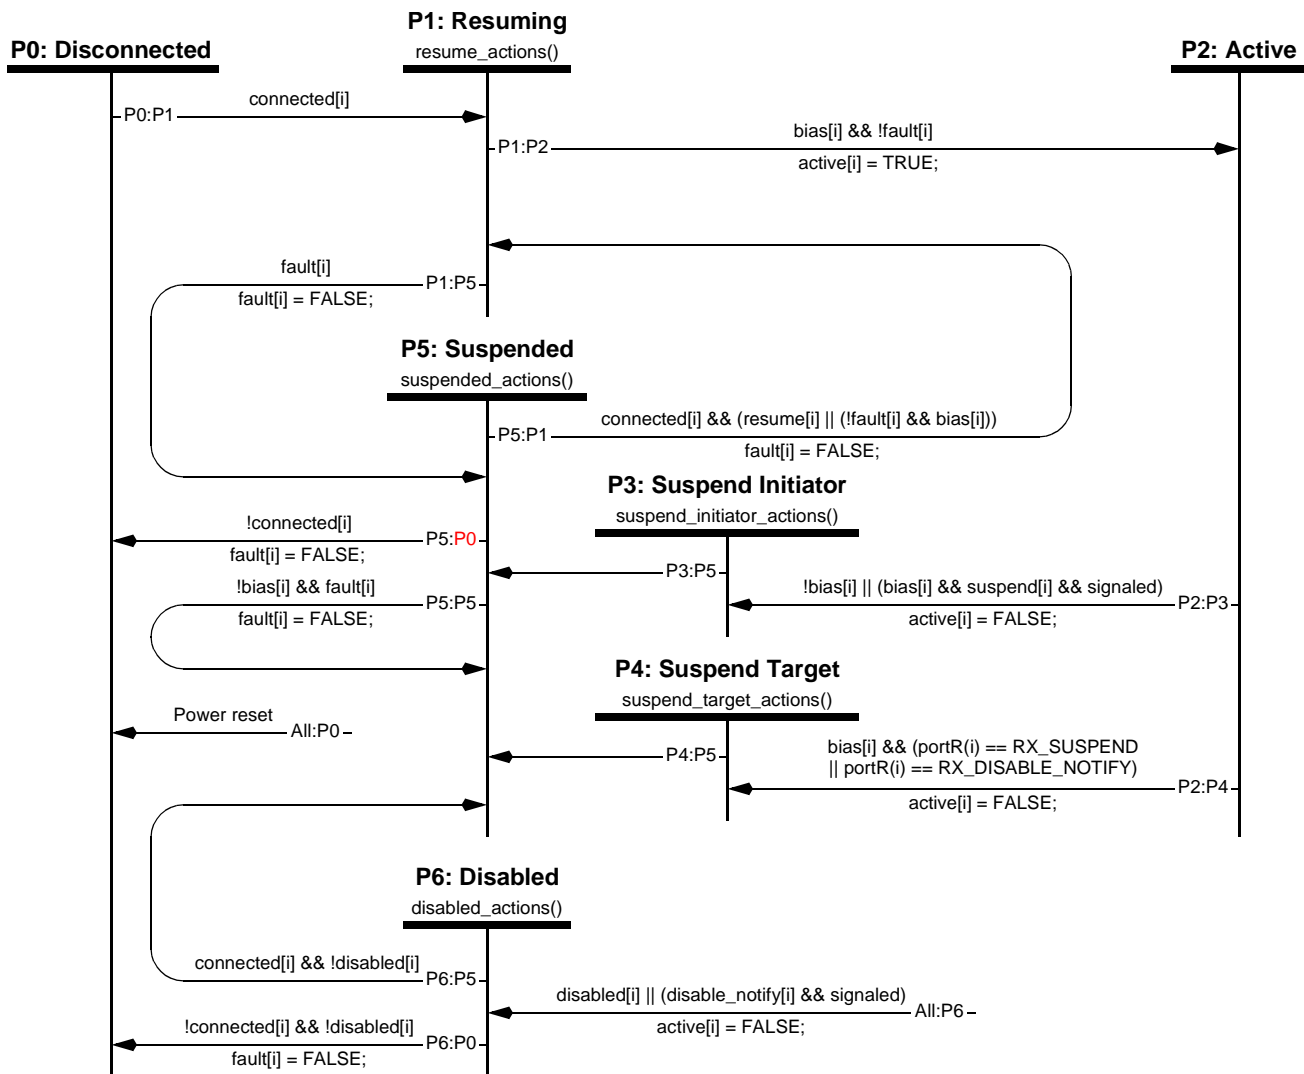 P1: Resuming
resume_actions()
P0: Disconnected
P2: Active
connected[i]
P0:P1
bias[i] && !fault[i]
P1:P2
active[i] = TRUE;
fault[i]
P1:P5
fault[i] = FALSE;
P5: Suspended
suspended_actions()
connected[i] && (resume[i] || (!fault[i] && bias[i]))
P5:P1
fault[i] = FALSE;
P3: Suspend Initiator
suspend_initiator_actions()
!connected[i]
P5:P0
fault[i] = FALSE;
P3:P5
!bias[i] && fault[i]
P5:P5
fault[i] = FALSE;
!bias[i] || (bias[i] && suspend[i] && signaled)
P2:P3
active[i] = FALSE;
P4: Suspend Target
suspend_target_actions()
Power reset
All:P0
P4:P5
bias[i] && (portR(i) == RX_SUSPEND
|| portR(i) == RX_DISABLE_NOTIFY)
P2:P4
active[i] = FALSE;
P6: Disabled
disabled_actions()
connected[i] && !disabled[i]
P6:P5
disabled[i] || (disable_notify[i] && signaled)
All:P6
active[i] = FALSE;
!connected[i] && !disabled[i]
P6:P0
fault[i] = FALSE;